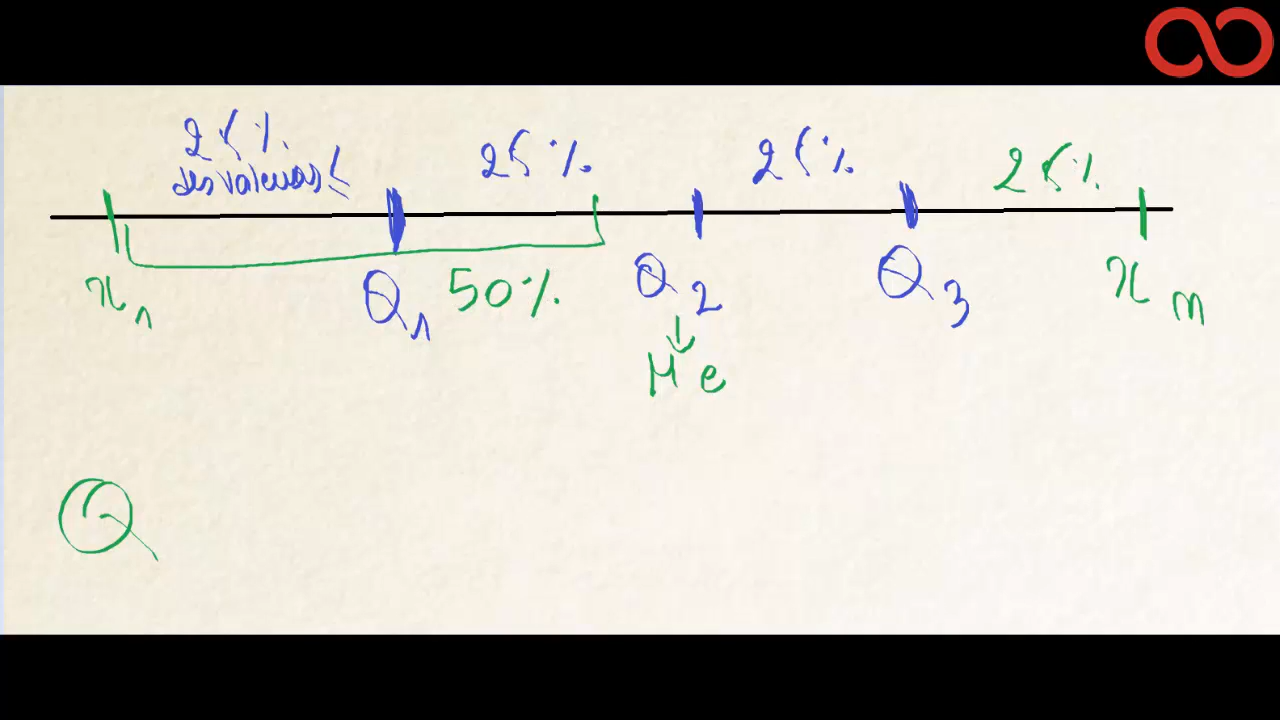 25% 25% 25% 25%
des valeurs ≤
x₁ Q₁ 50% Q₂ Q₃ xₙ
↓
Me
Q